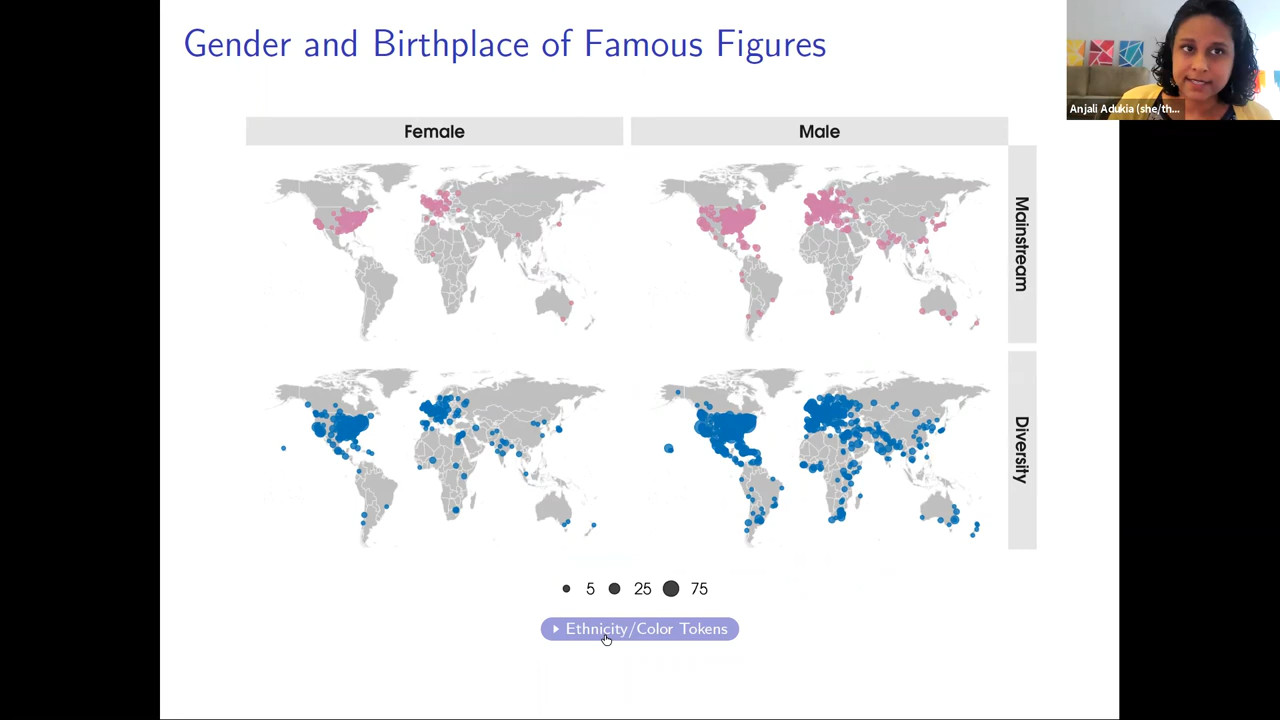 Gender and Birthplace of Famous Figures
Anjali Adukia (she/th...
Female
Male
Mainstream
Diversity
5
25
75
Ethnicity/Color Tokens